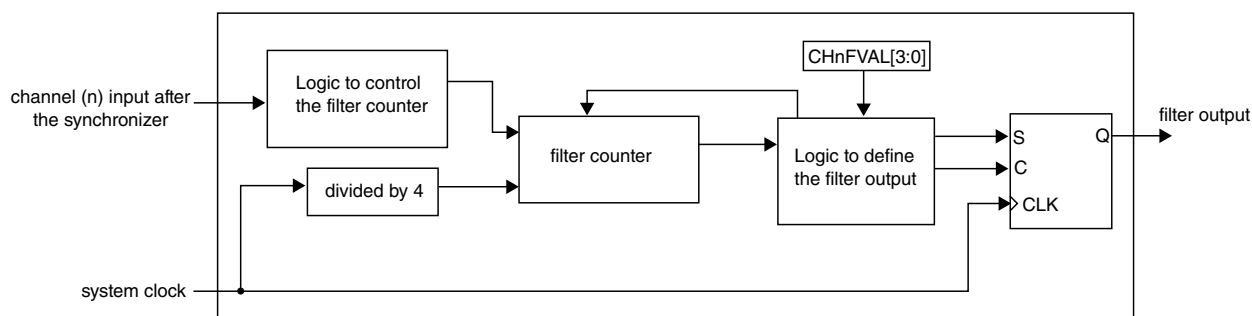 channel (n) input after
the synchronizer
Logic to control
the filter counter
divided by 4
system clock
filter counter
CHnFVAL[3:0]
Logic to define
the filter output
S
C
CLK
Q
filter output